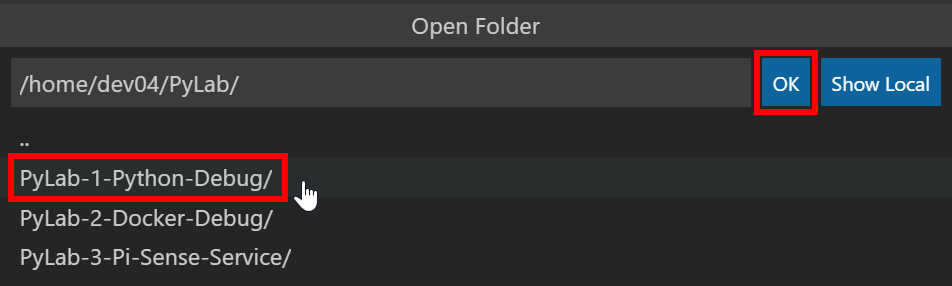 Open Folder
/home/dev04/PyLab/
OK
Show Local
..
PyLab-1-Python-Debug/
PyLab-2-Docker-Debug/
PyLab-3-Pi-Sense-Service/